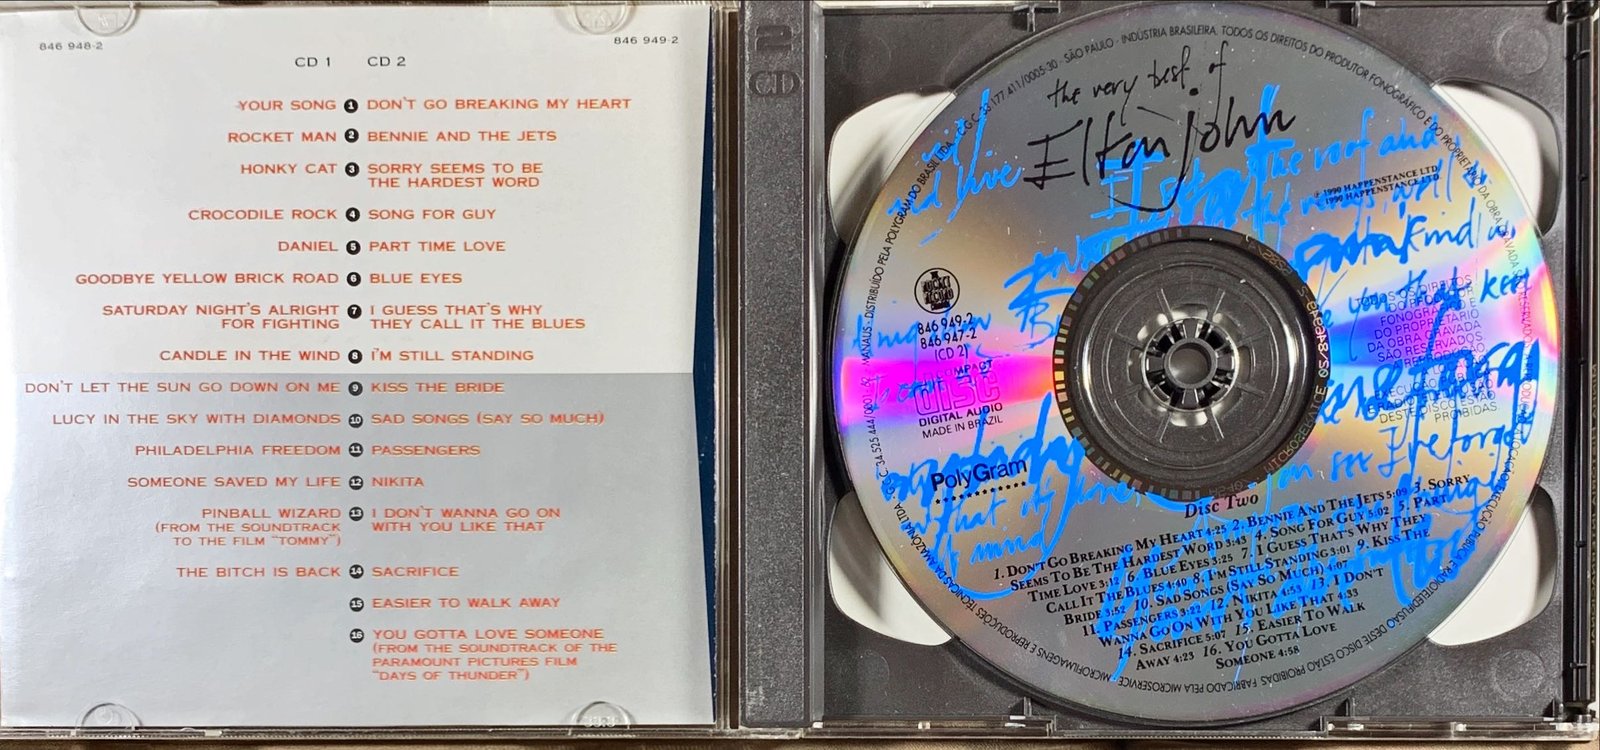 846 948-2
846 949-2
CD 1 CD 2
YOUR SONG 1 DON'T GO BREAKING MY HEART
ROCKET MAN 2 BENNIE AND THE JETS
HONKY CAT 3 SORRY SEEMS TO BE
THE HARDEST WORD
CROCODILE ROCK 4 SONG FOR GUY
DANIEL 5 PART TIME LOVE
GOODBYE YELLOW BRICK ROAD 6 BLUE EYES
SATURDAY NIGHT'S ALRIGHT 7 I GUESS THAT'S WHY
FOR FIGHTING THEY CALL IT THE BLUES
CANDLE IN THE WIND 8 I'M STILL STANDING
DON'T LET THE SUN GO DOWN ON ME 9 KISS THE BRIDE
LUCY IN THE SKY WITH DIAMONDS 10 SAD SONGS (SAY SO MUCH)
PHILADELPHIA FREEDOM 11 PASSENGERS
SOMEONE SAVED MY LIFE 12 NIKITA
PINBALL WIZARD 13 I DON'T WANNA GO ON
(FROM THE SOUNDTRACK WITH YOU LIKE THAT
TO THE FILM "TOMMY")
THE BITCH IS BACK 14 SACRIFICE
15 EASIER TO WALK AWAY
16 YOU GOTTA LOVE SOMEONE
(FROM THE SOUNDTRACK OF THE
PARAMOUNT PICTURES FILM
"DAYS OF THUNDER")
2
CD
the very best of
Elton john
℗ 1990 HAPPENSTANCE LTD
© 1990 HAPPENSTANCE LTD
846 949-2
846 947-2
(CD 2)
COMPACT
disc
DIGITAL AUDIO
MADE IN BRAZIL
TODOS OS DIREITOS
DO PRODUTOR
FONOGRÁFICO E
DO PROPRIETÁRIO
DA OBRA GRAVADA
SÃO RESERVADOS
PolyGram
Disc Two
1. DON'T GO BREAKING MY HEART 4:25 2. BENNIE AND THE JETS 5:09 3. SORRY
SEEMS TO BE THE HARDEST WORD 3:43 4. SONG FOR GUY 5:02 5. PART
TIME LOVE 3:12 6. BLUE EYES 3:25 7. I GUESS THAT'S WHY THEY
CALL IT THE BLUES 4:40 8. I'M STILL STANDING 3:01 9. KISS THE
BRIDE 3:52 10. SAD SONGS (SAY SO MUCH) 4:07
11. PASSENGERS 3:22 12. NIKITA 4:53 13. I DON'T
WANNA GO ON WITH YOU LIKE THAT 4:33
14. SACRIFICE 5:07 15. EASIER TO WALK
AWAY 4:23 16. YOU GOTTA LOVE
SOMEONE 4:58